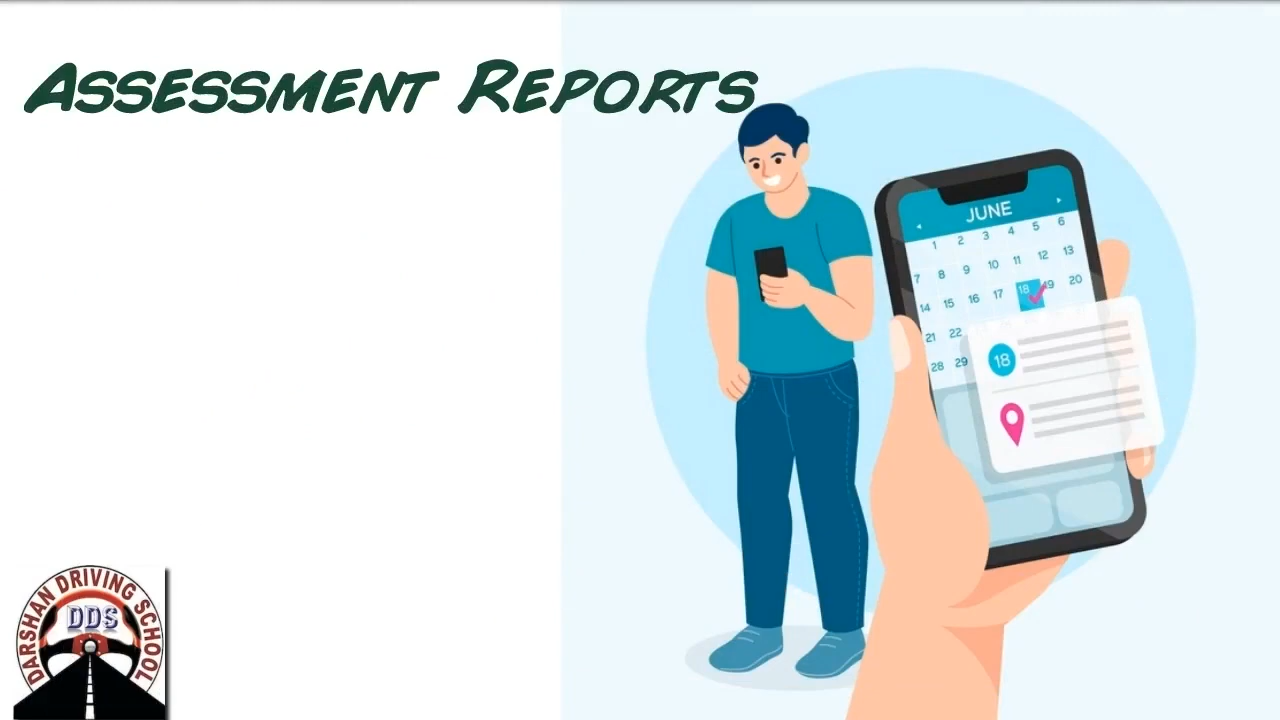 Assessment Reports
JUNE
1 2 3 4 5 6
7 8 9 10 11 12 13
14 15 16 17 18 19 20
21 22
28 29
18
DARSHAN DRIVING SCHOOL
DDS